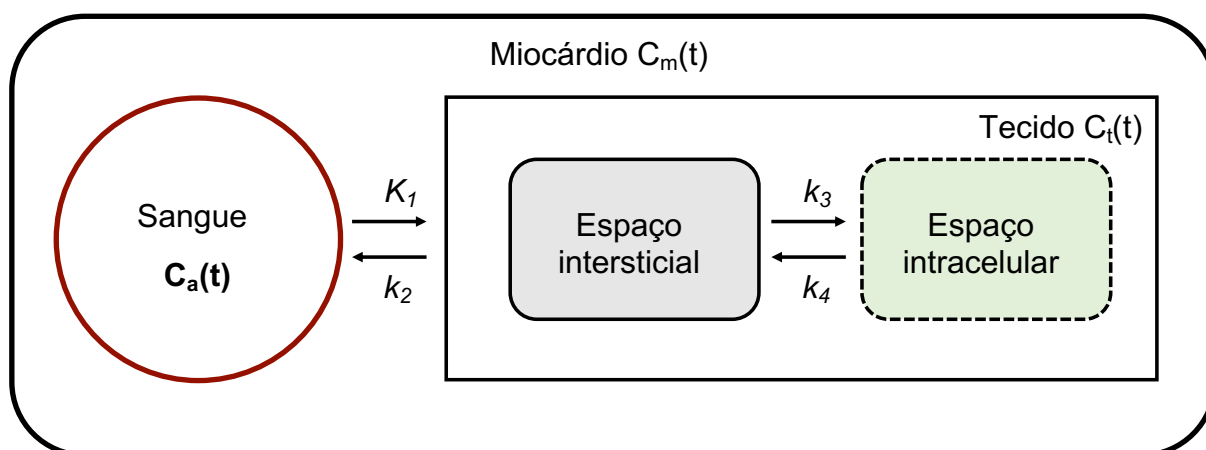 Miocárdio Cm(t)
Tecido Ct(t)
Sangue
Ca(t)
K1
k2
Espaço
intersticial
k3
k4
Espaço
intracelular